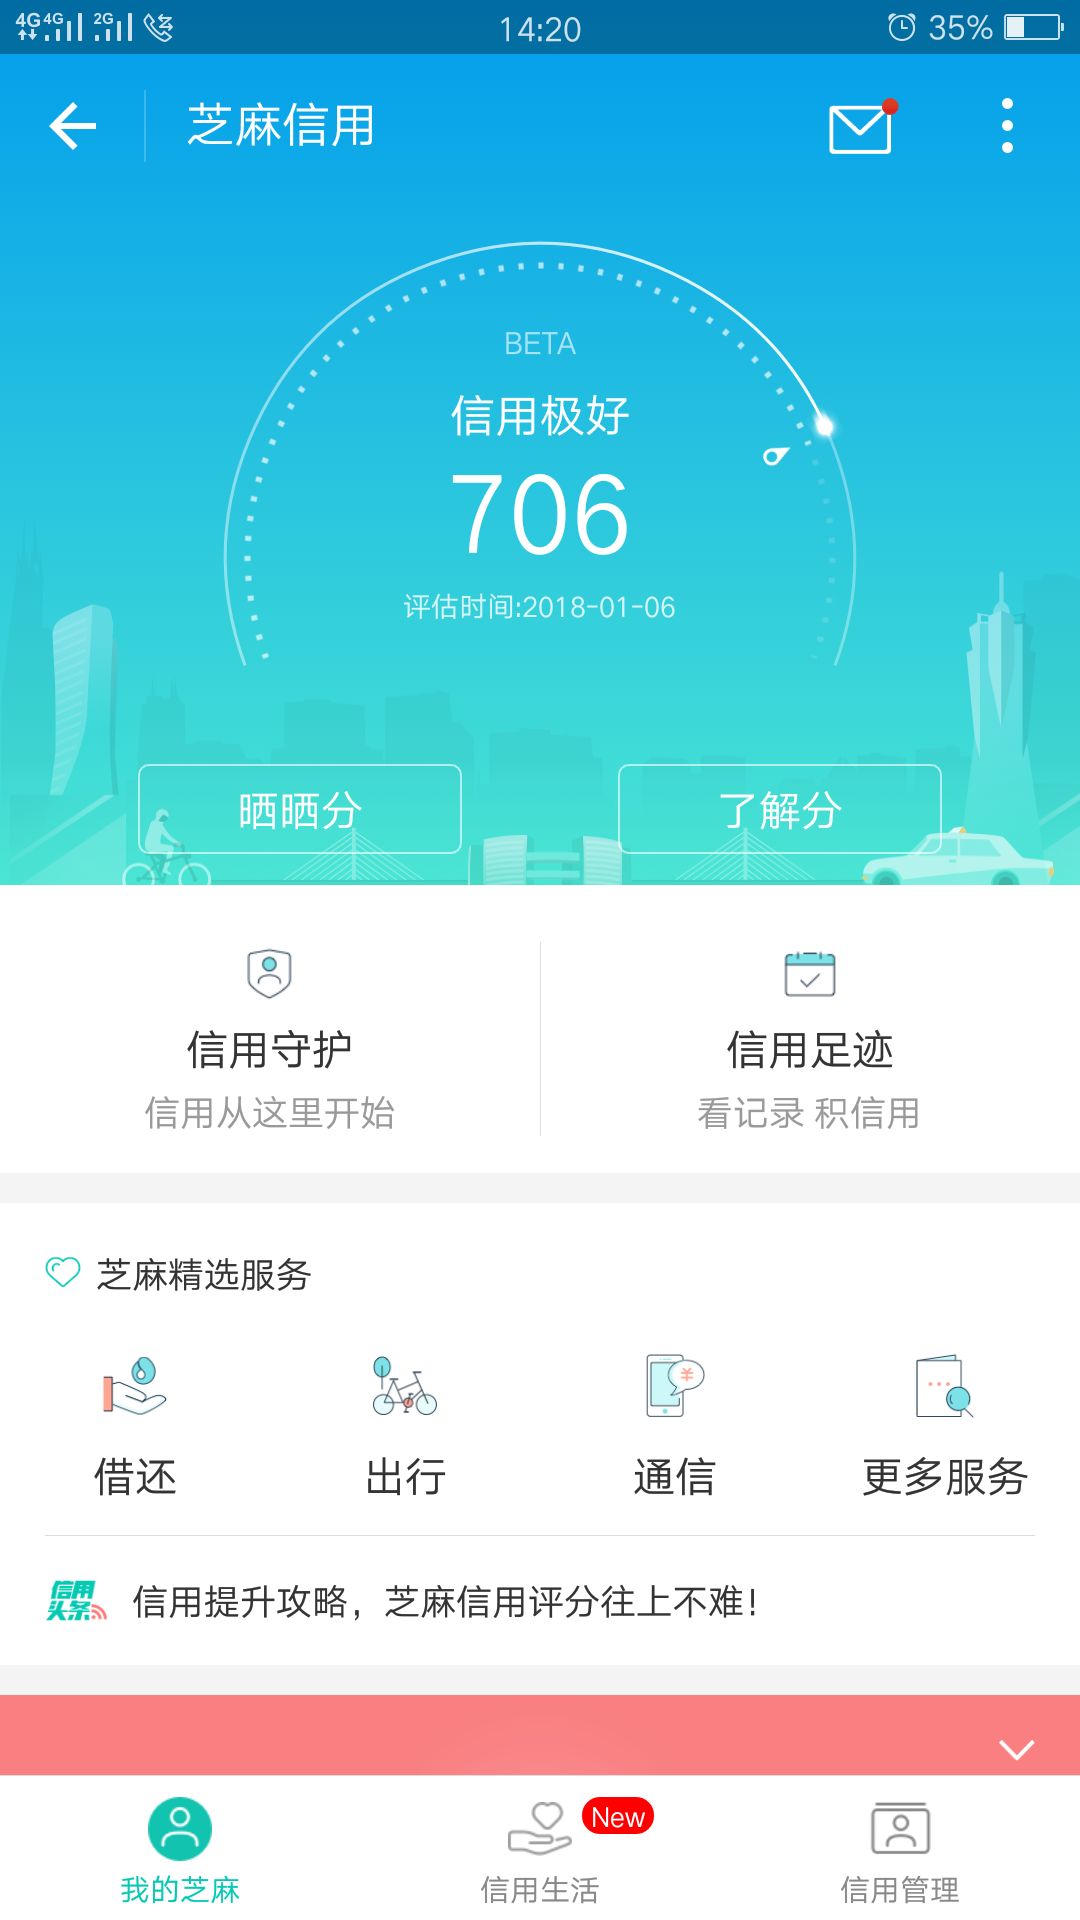 4G 4G 2G 14:20 35%
芝麻信用
BETA
信用极好
706
评估时间:2018-01-06
晒晒分 了解分
信用守护 信用足迹
信用从这里开始 看记录 积信用
芝麻精选服务
借还 出行 通信 更多服务
信用头条 信用提升攻略，芝麻信用评分往上不难!
New
我的芝麻 信用生活 信用管理